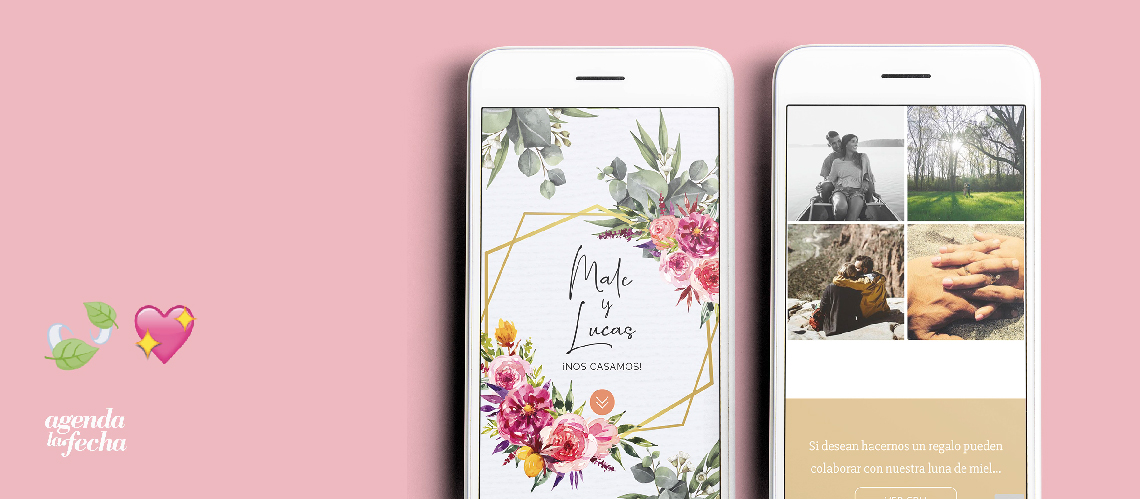 agenda
la fecha
Male
y
Lucas
¡NOS CASAMOS!
Si desean hacernos un regalo pueden
colaborar con nuestra luna de miel...